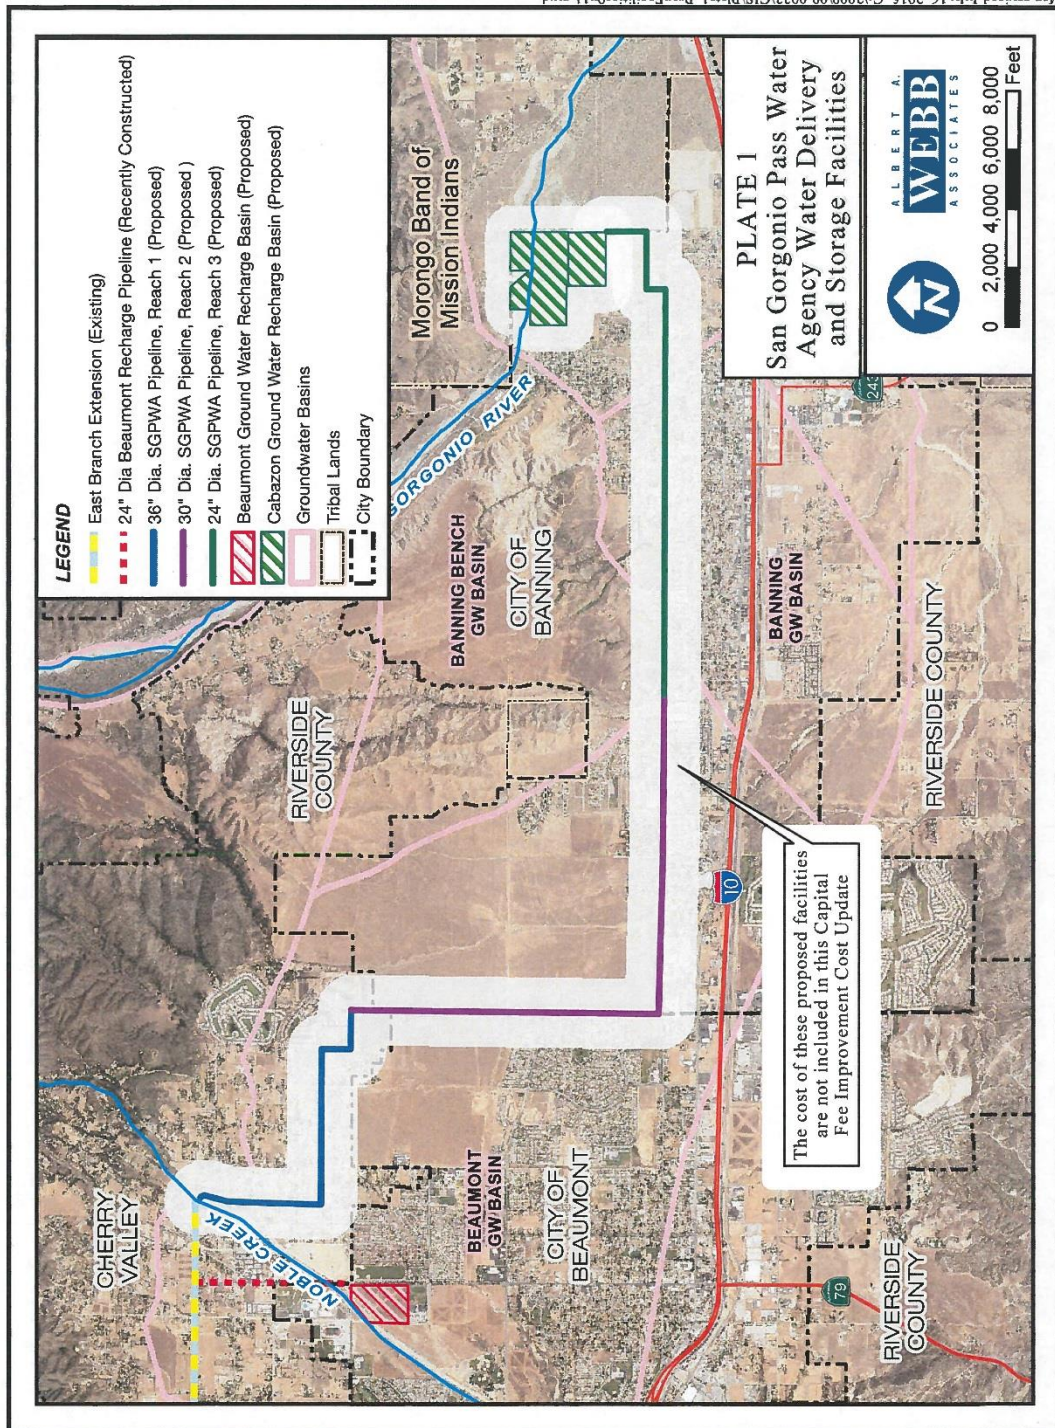 LEGEND
East Branch Extension (Existing)
24" Dia Beaumont Recharge Pipeline (Recently Constructed)
36" Dia. SGPWA Pipeline, Reach 1 (Proposed)
30" Dia. SGPWA Pipeline, Reach 2 (Proposed )
24" Dia. SGPWA Pipeline, Reach 3 (Proposed)
Beaumont Ground Water Recharge Basin (Proposed)
Cabazon Ground Water Recharge Basin (Proposed)
Groundwater Basins
Tribal Lands
City Boundary
CHERRY
VALLEY
NOBLE CREEK
RIVERSIDE
COUNTY
GORGONIO RIVER
Morongo Band of
Mission Indians
BANNING BENCH
GW BASIN
CITY OF
BANNING
BEAUMONT
GW BASIN
CITY OF
BEAUMONT
BANNING
GW BASIN
10
243
79
RIVERSIDE
COUNTY
RIVERSIDE COUNTY
The cost of these proposed facilities
are not included in this Capital
Fee Improvement Cost Update
PLATE 1
San Gorgonio Pass Water
Agency Water Delivery
and Storage Facilities
N
ALBERT A.
WEBB
ASSOCIATES
0 2,000 4,000 6,000 8,000
Feet